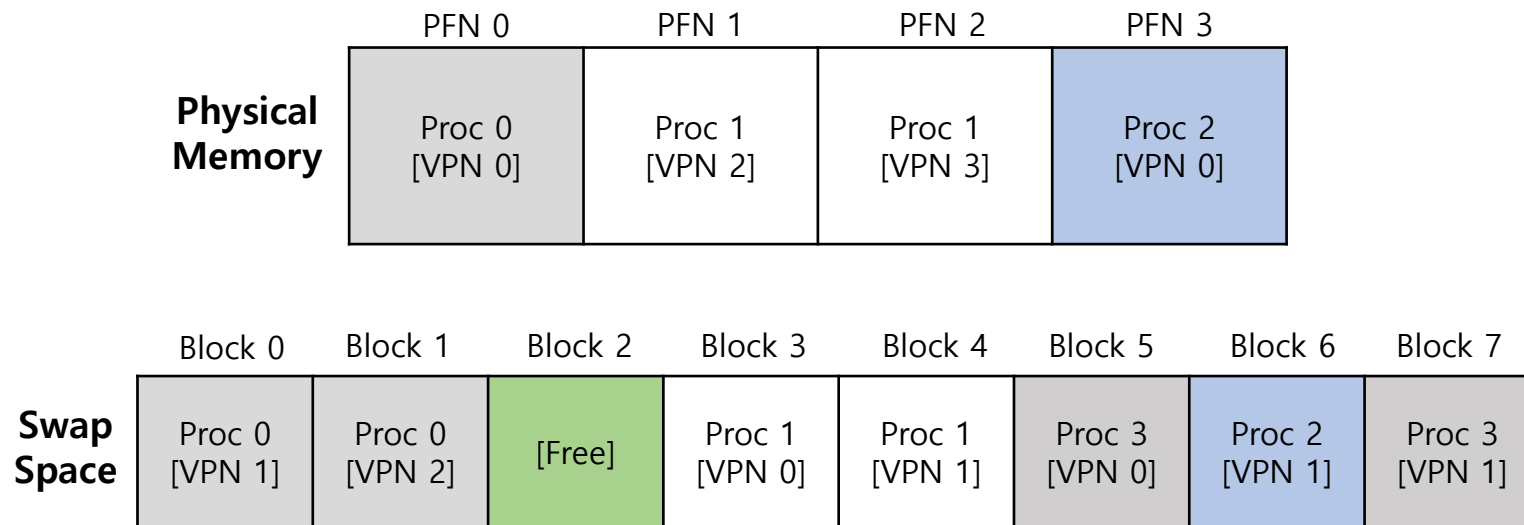 PFN 0 PFN 1 PFN 2 PFN 3
Physical
Memory
Proc 0
[VPN 0]
Proc 1
[VPN 2]
Proc 1
[VPN 3]
Proc 2
[VPN 0]
Block 0 Block 1 Block 2 Block 3 Block 4 Block 5 Block 6 Block 7
Swap
Space
Proc 0
[VPN 1]
Proc 0
[VPN 2]
[Free]
Proc 1
[VPN 0]
Proc 1
[VPN 1]
Proc 3
[VPN 0]
Proc 2
[VPN 1]
Proc 3
[VPN 1]